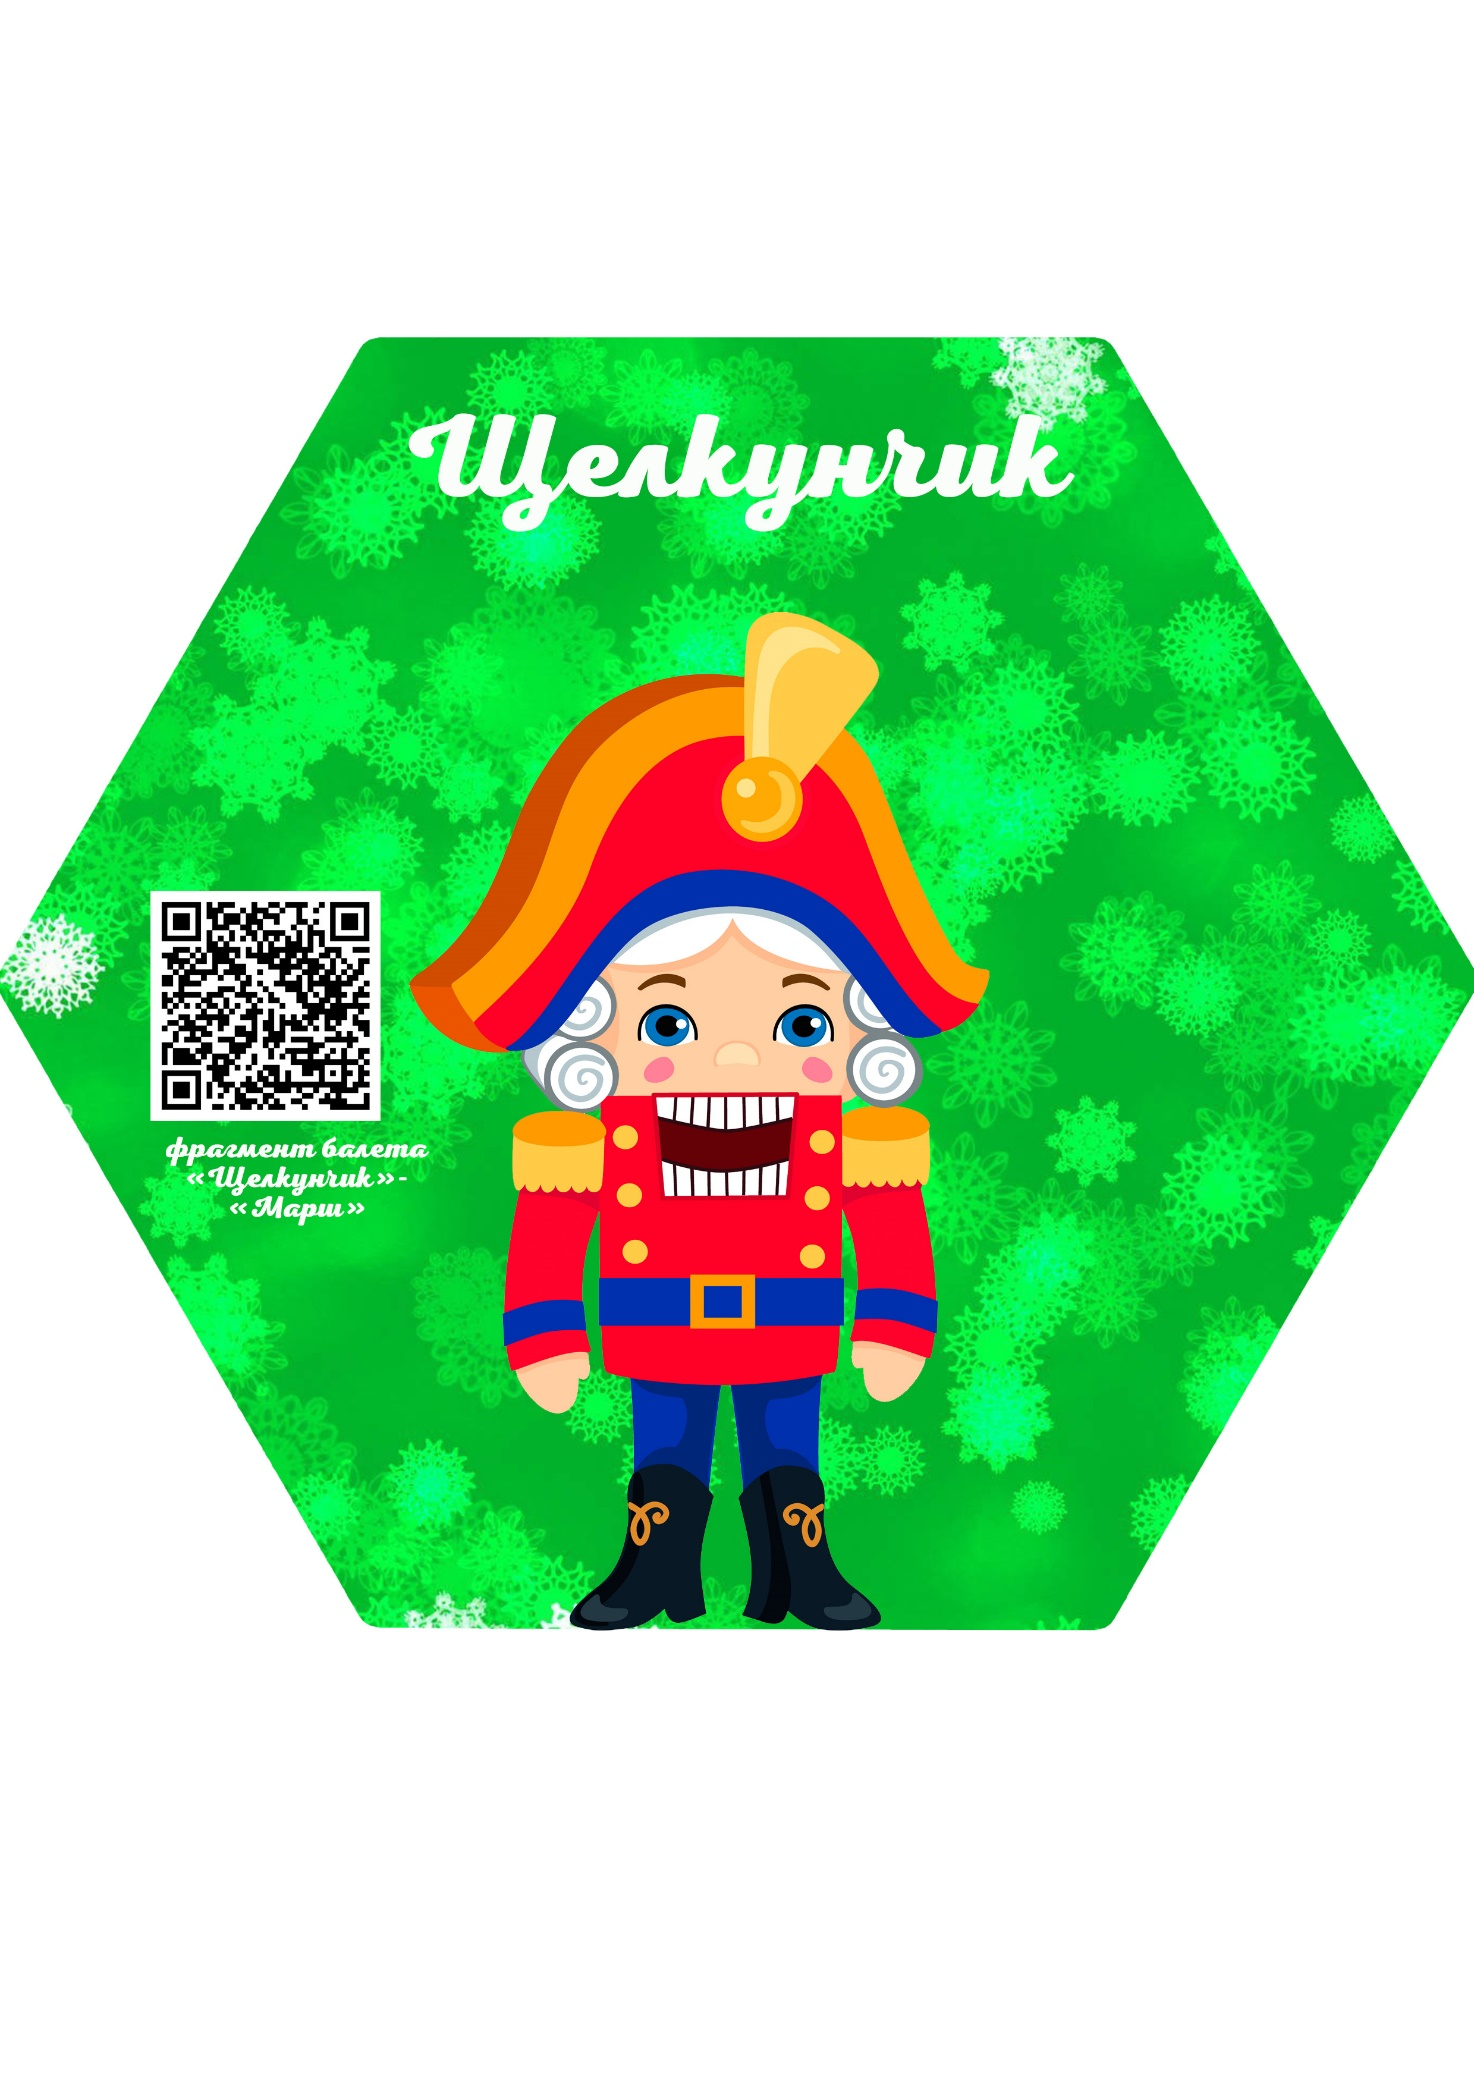 Щелкунчик
фрагмент балета
«Щелкунчик»-
«Марш»